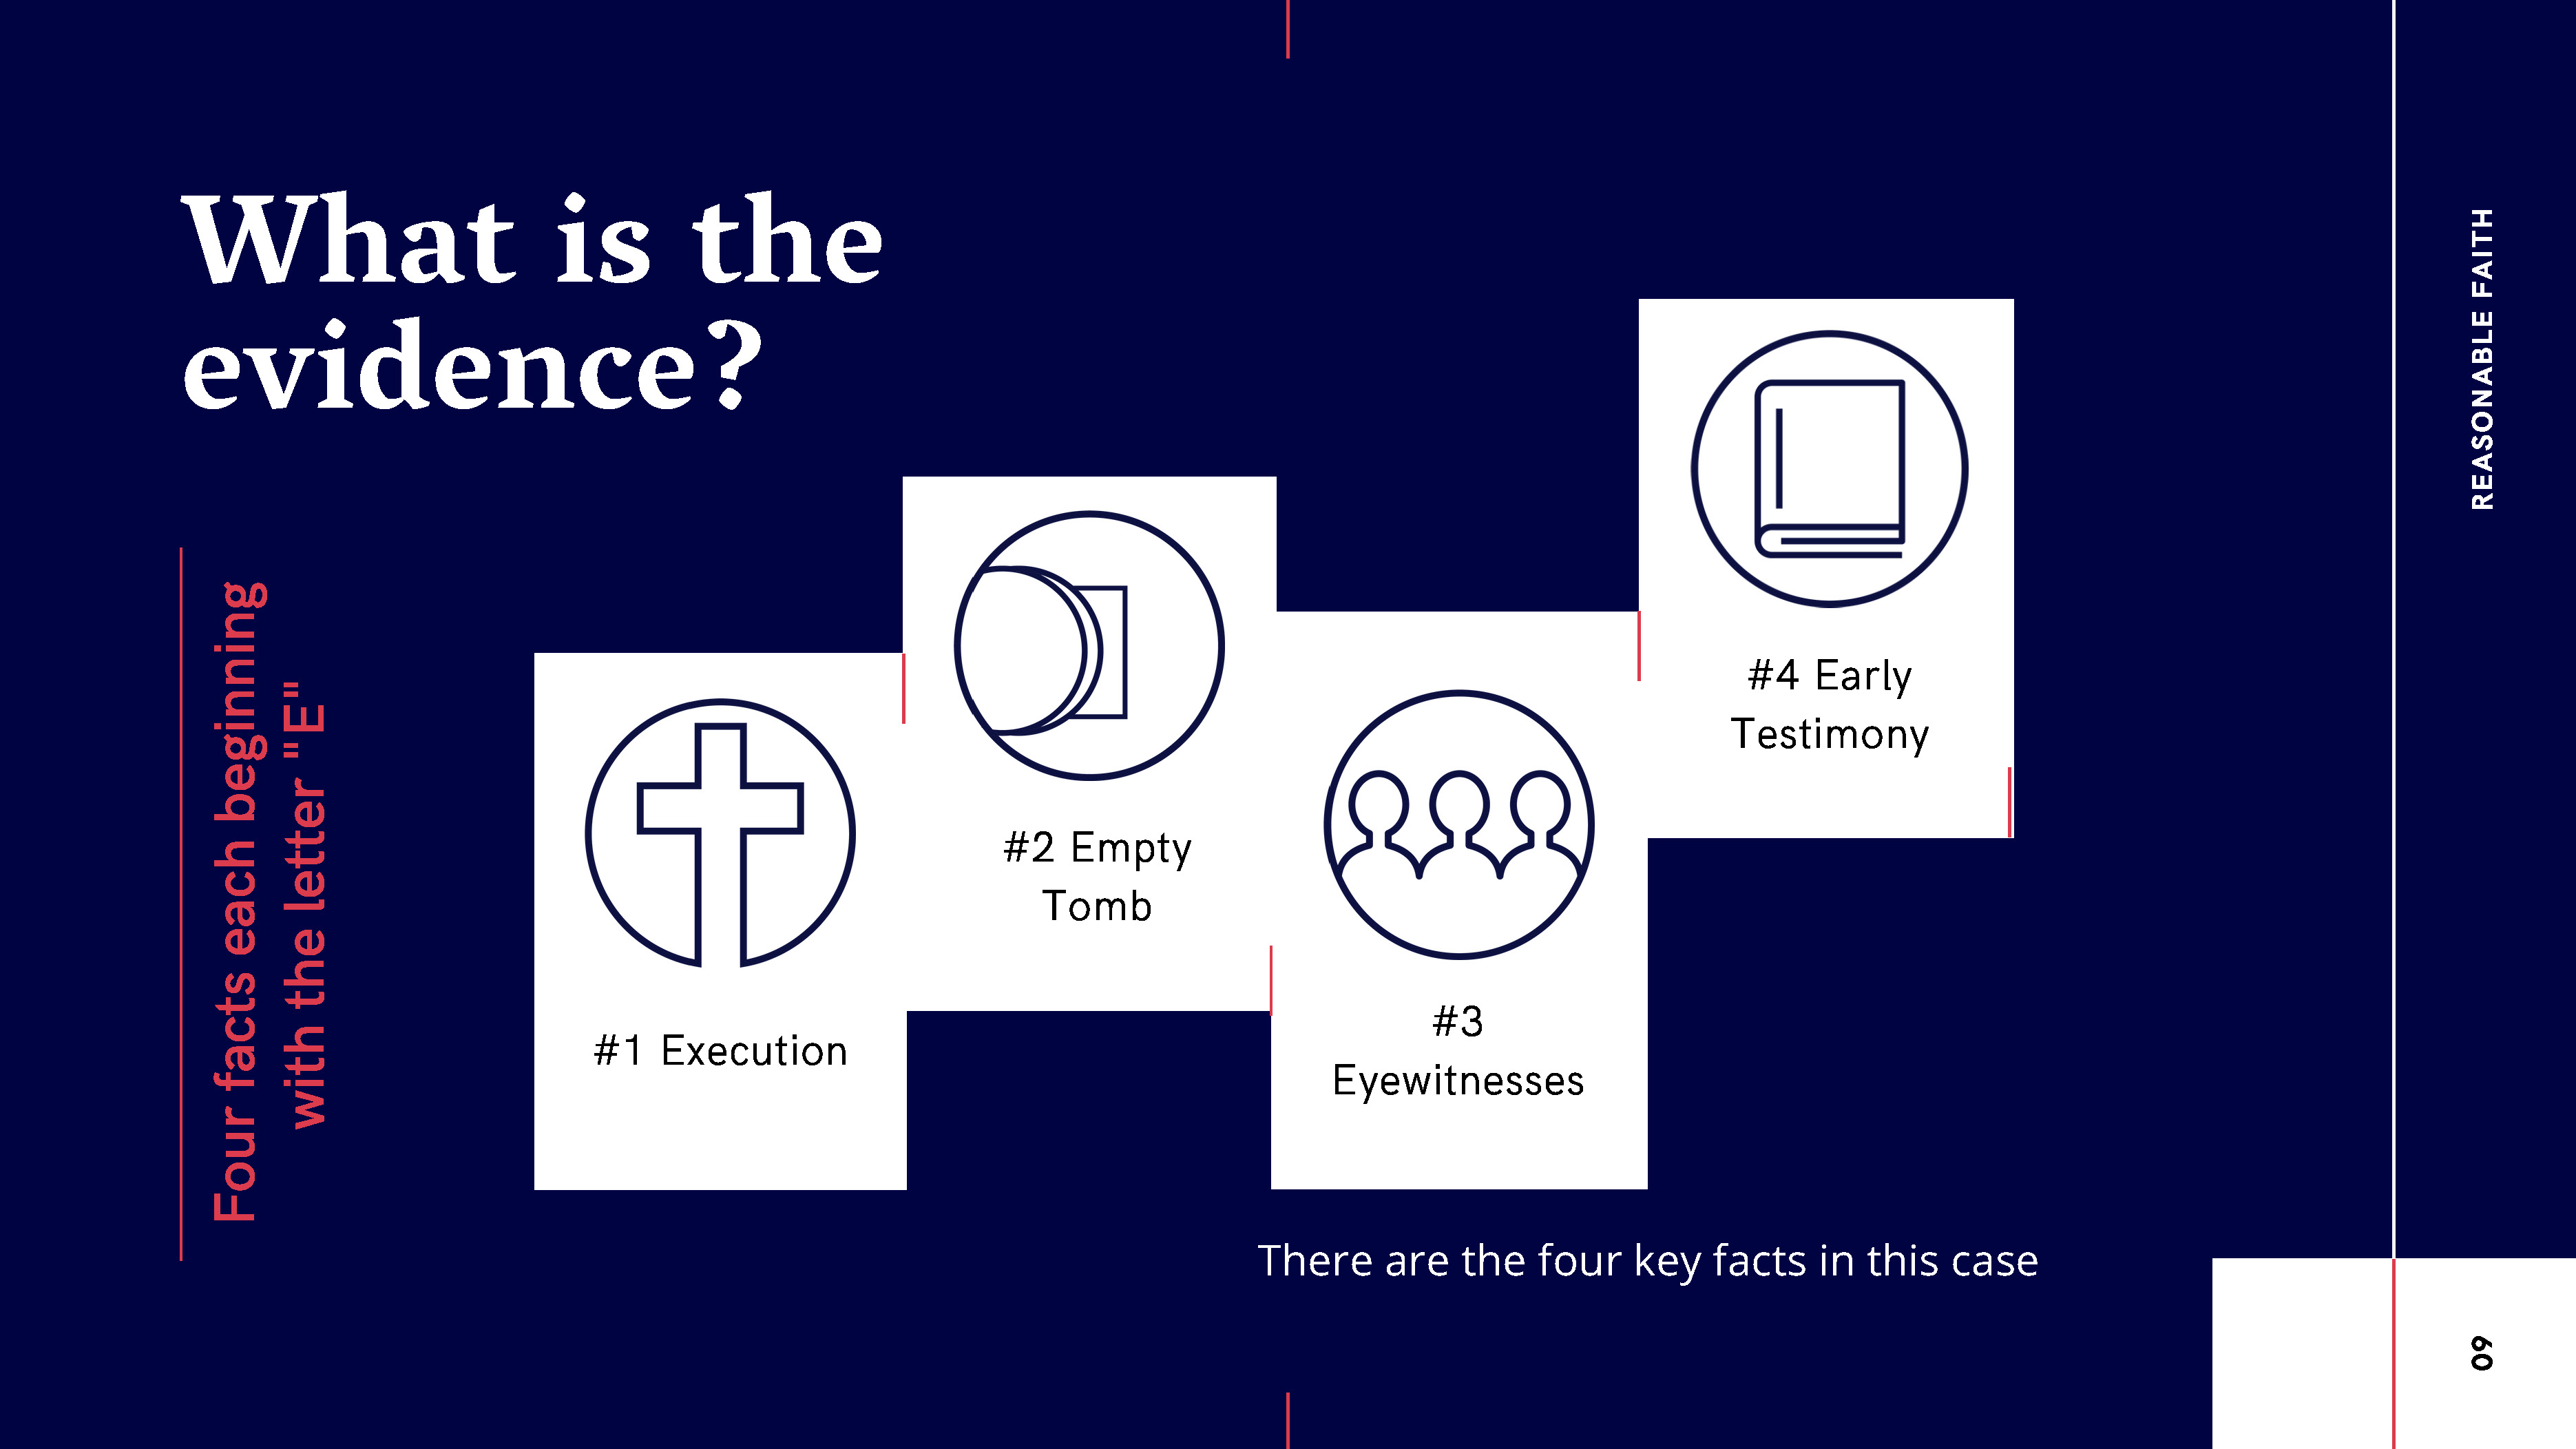 What is the
evidence?
Four facts each beginning
with the letter "E"
#1 Execution
#2 Empty
Tomb
#3
Eyewitnesses
#4 Early
Testimony
There are the four key facts in this case
REASONABLE FAITH
09